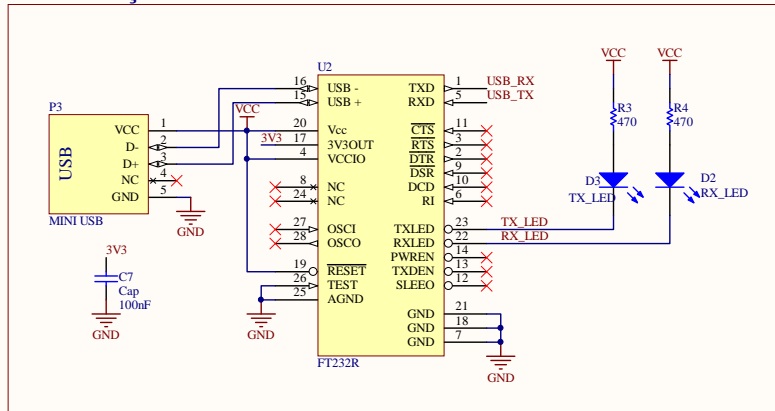 U2
VCC
VCC
P3
16
USB -
TXD
1
USB_RX
15
USB +
RXD
5
USB_TX
VCC
R3
470
R4
470
USB
VCC
1
D-
2
D+
3
NC
4
GND
5
MINI USB
GND
20
Vcc
CTS
11
3V3
17
3V3OUT
RTS
3
4
VCCIO
DTR
2
DSR
9
8
NC
DCD
10
24
NC
RI
6
D3
TX_LED
D2
RX_LED
27
OSCI
TXLED
23
TX_LED
28
OSCO
RXLED
22
RX_LED
PWREN
14
19
RESET
TXDEN
13
26
TEST
SLEEO
12
25
AGND
3V3
C7
Cap
100nF
GND
GND
GND
21
GND
18
GND
7
FT232R
GND